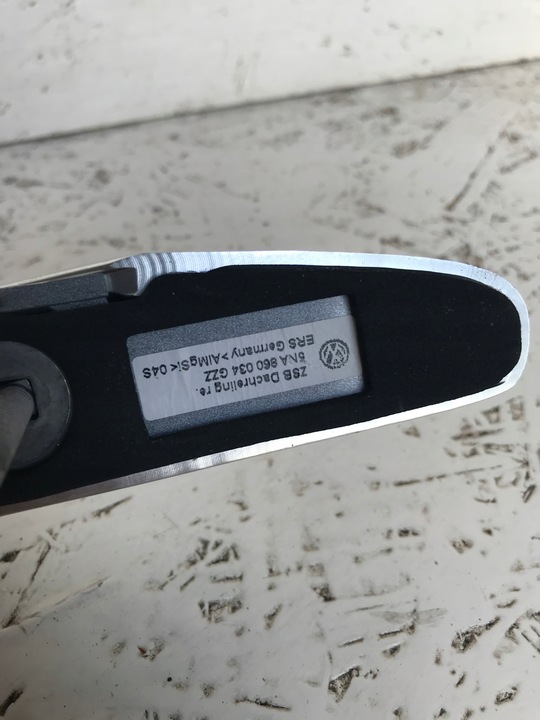 ZSB Dachreling re.
5NA 860 034 GZZ
ERS Germany >AlMgSi< 04S